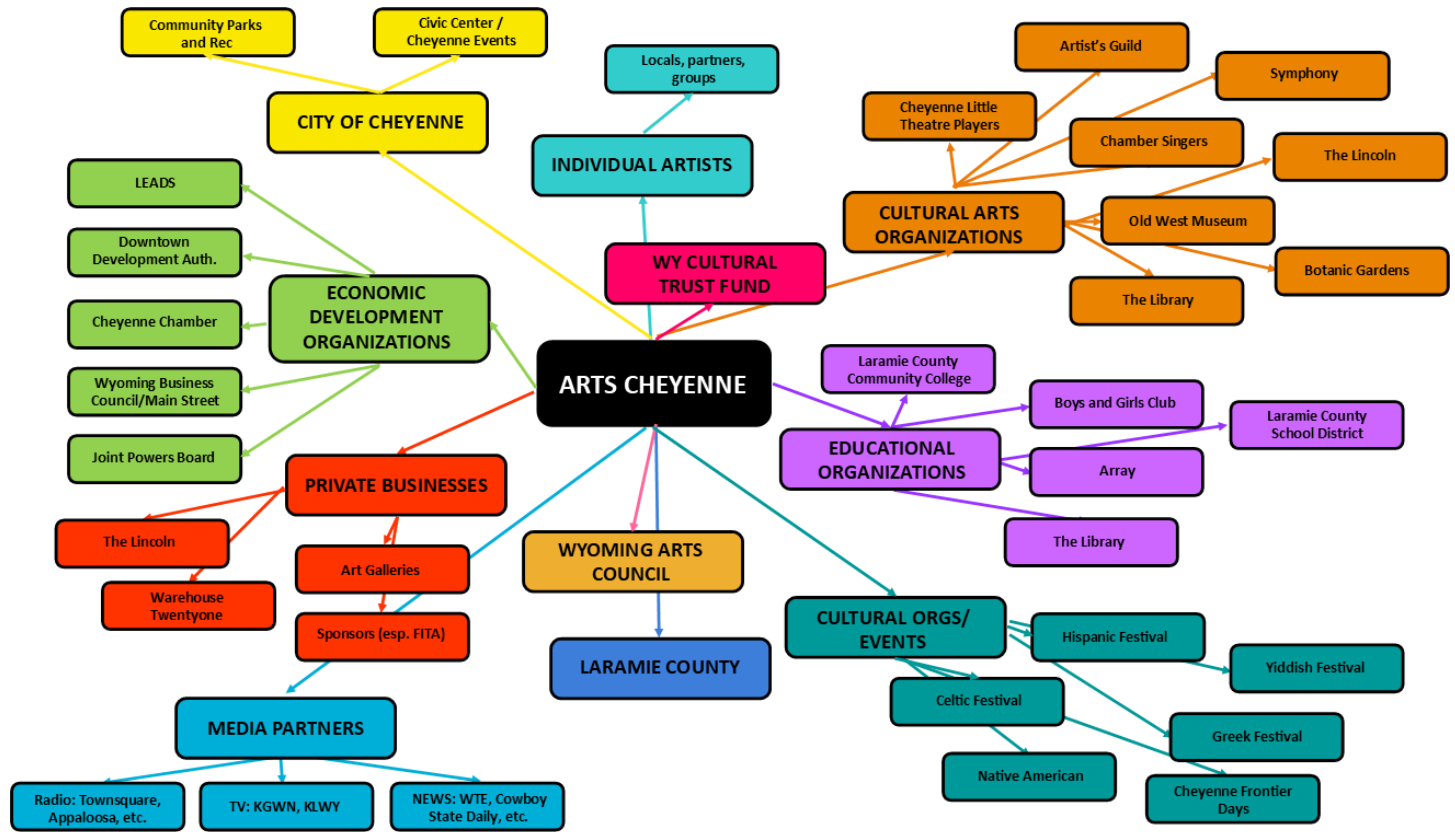 Community Parks
and Rec
Civic Center /
Cheyenne Events
CITY OF CHEYENNE
Locals, partners,
groups
INDIVIDUAL ARTISTS
Artist's Guild
Symphony
Cheyenne Little
Theatre Players
Chamber Singers
The Lincoln
CULTURAL ARTS
ORGANIZATIONS
Old West Museum
Botanic Gardens
The Library
WY CULTURAL
TRUST FUND
LEADS
Downtown
Development Auth.
Cheyenne Chamber
Wyoming Business
Council/Main Street
Joint Powers Board
ECONOMIC
DEVELOPMENT
ORGANIZATIONS
ARTS CHEYENNE
Laramie County
Community College
Boys and Girls Club
Laramie County
School District
EDUCATIONAL
ORGANIZATIONS
Array
The Library
PRIVATE BUSINESSES
The Lincoln
Warehouse
Twentyone
Art Galleries
Sponsors (esp. FITA)
WYOMING ARTS
COUNCIL
LARAMIE COUNTY
CULTURAL ORGS/
EVENTS
Hispanic Festival
Yiddish Festival
Celtic Festival
Greek Festival
Native American
Cheyenne Frontier
Days
MEDIA PARTNERS
Radio: Townsquare,
Appaloosa, etc.
TV: KGWN, KLWY
NEWS: WTE, Cowboy
State Daily, etc.